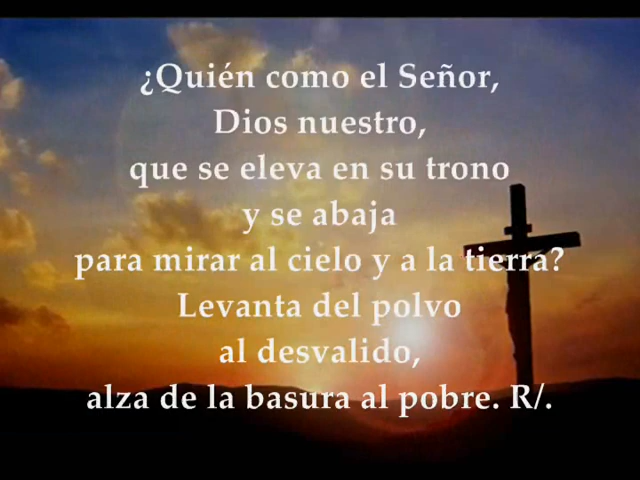 ¿Quién como el Señor,
Dios nuestro,
que se eleva en su trono
y se abaja
para mirar al cielo y a la tierra?
Levanta del polvo
al desvalido,
alza de la basura al pobre. R/.